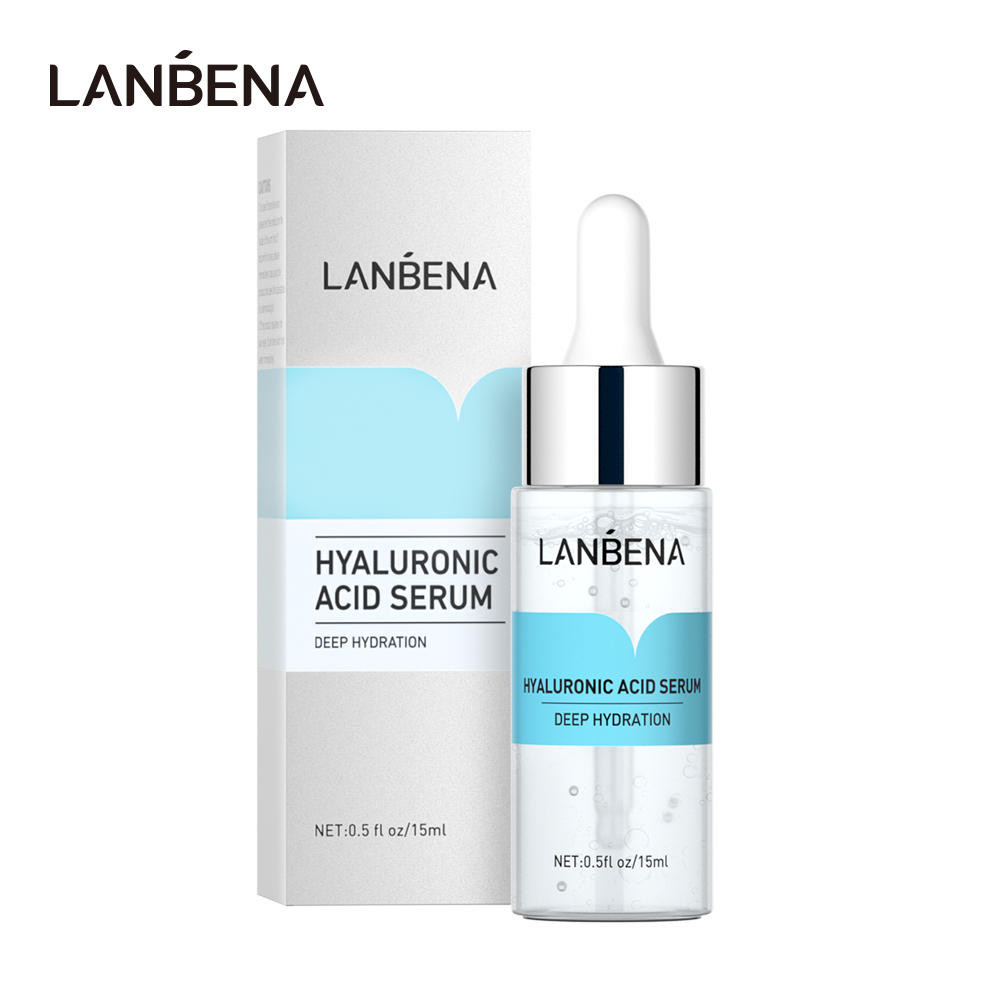 LANBENA
LANBENA
HYALURONIC
ACID SERUM
DEEP HYDRATION
NET:0.5 fl oz/15ml
LANBENA
HYALURONIC ACID SERUM
DEEP HYDRATION
NET:0.5fl oz/15ml